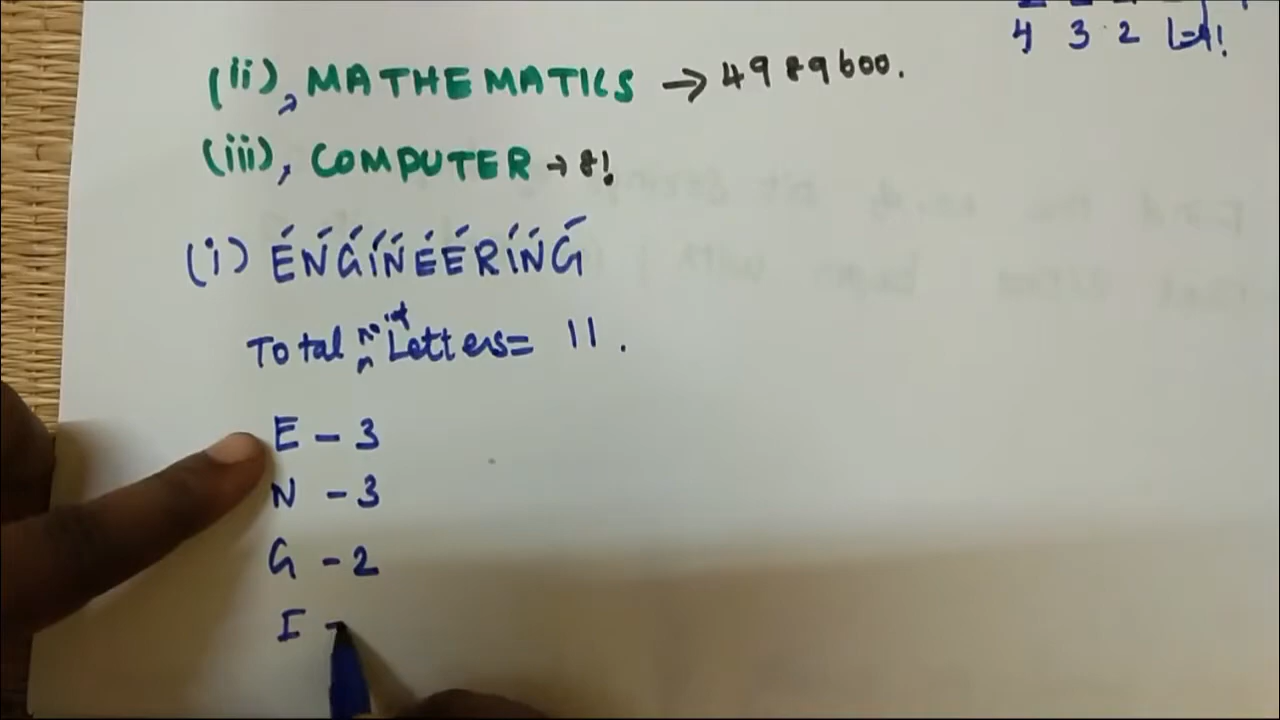 4 3 2 1=4!
(ii), MATHEMATICS → 4989600.
(iii), COMPUTER → 8!
(i) ENGINEERING
Total no. of Letters = 11.
E - 3
N - 3
G - 2
I -